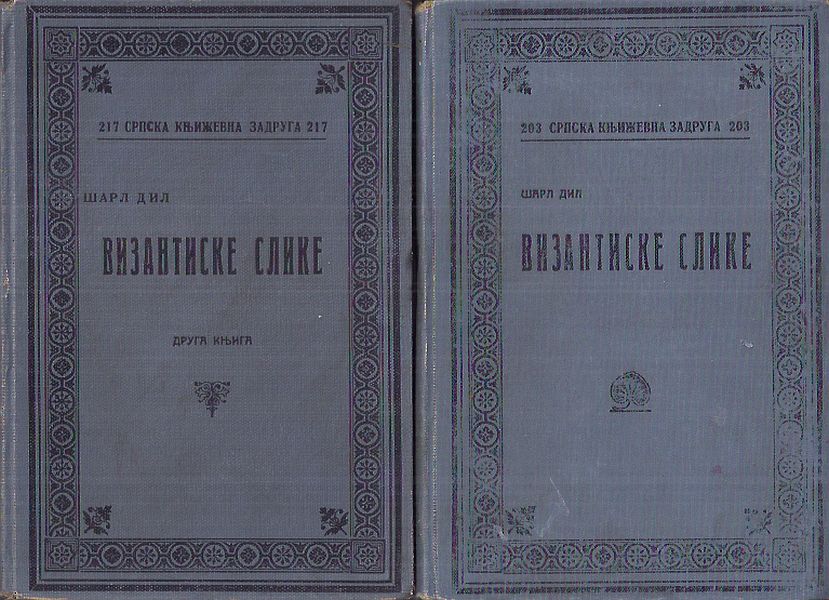 217 СРПСКА КЊИЖЕВНА ЗАДРУГА 217
ШАРЛ ДИЛ
ВИЗАНТИСКЕ СЛИКЕ
ДРУГА КЊИГА
203 СРПСКА КЊИЖЕВНА ЗАДРУГА 203
ШАРЛ ДИЛ
ВИЗАНТИСКЕ СЛИКЕ